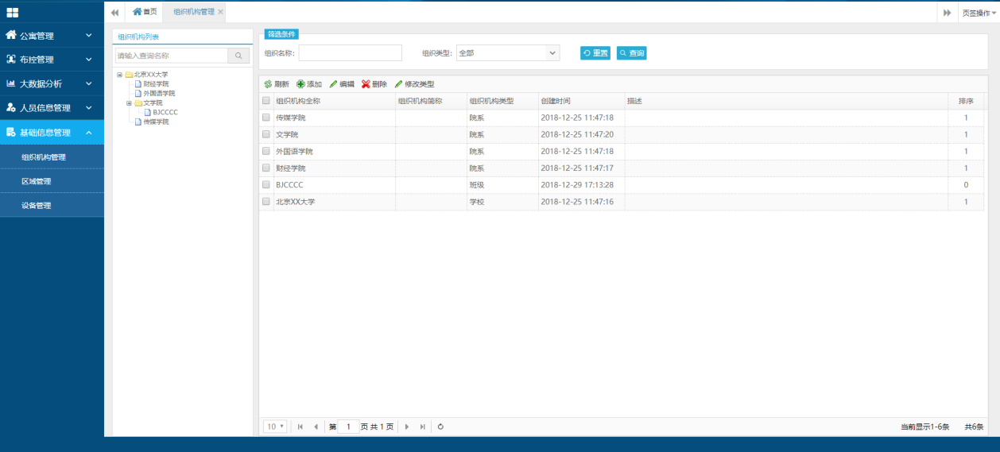 首页
组织机构管理
页签操作
公寓管理
布控管理
大数据分析
人员信息管理
基础信息管理
组织机构管理
区域管理
设备管理
组织机构列表
请输入查询名称
北京XX大学
财经学院
外国语学院
文学院
BJCCCC
传媒学院
筛选条件
组织名称: 组织类型: 全部 重置 查询
刷新 添加 编辑 删除 修改类型
组织机构全称 组织机构简称 组织机构类型 创建时间 描述 排序
传媒学院 院系 2018-12-25 11:47:18 1
文学院 院系 2018-12-25 11:47:20 1
外国语学院 院系 2018-12-25 11:47:18 1
财经学院 院系 2018-12-25 11:47:17 1
BJCCCC 班级 2018-12-29 17:13:28 0
北京XX大学 学校 2018-12-25 11:47:16 1
10 第 1 页 共 1 页 当前显示1-6条 共6条